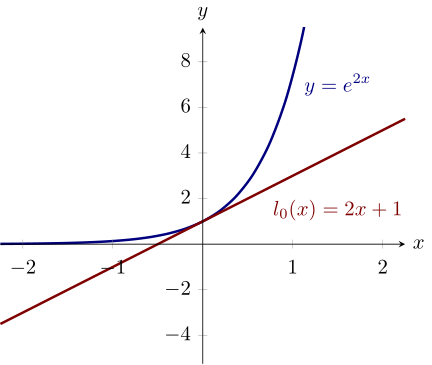 y
8
y = e^{2x}
6
4
2
l_0(x) = 2x + 1
x
−2
−1
1
2
−2
−4